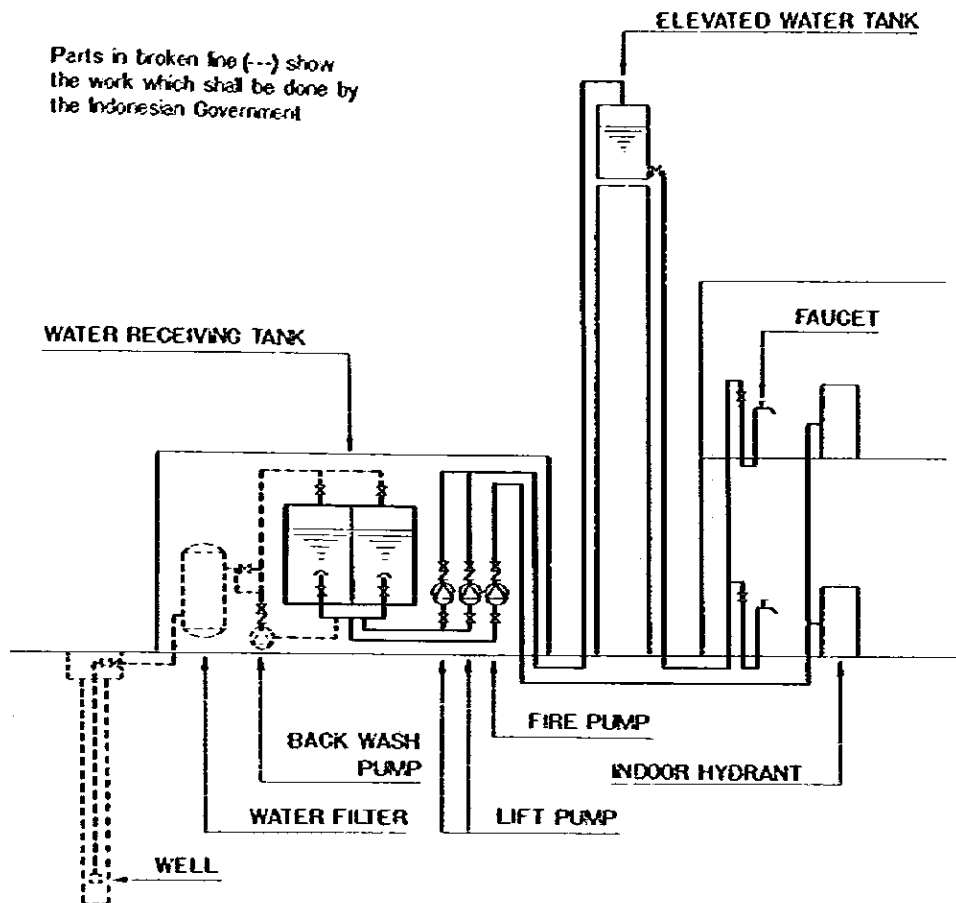 ELEVATED WATER TANK
Parts in broken line (---) show
the work which shall be done by
the Indonesian Government
FAUCET
WATER RECEIVING TANK
FIRE PUMP
BACK WASH
PUMP
INDOOR HYDRANT
WATER FILTER
LIFT PUMP
WELL